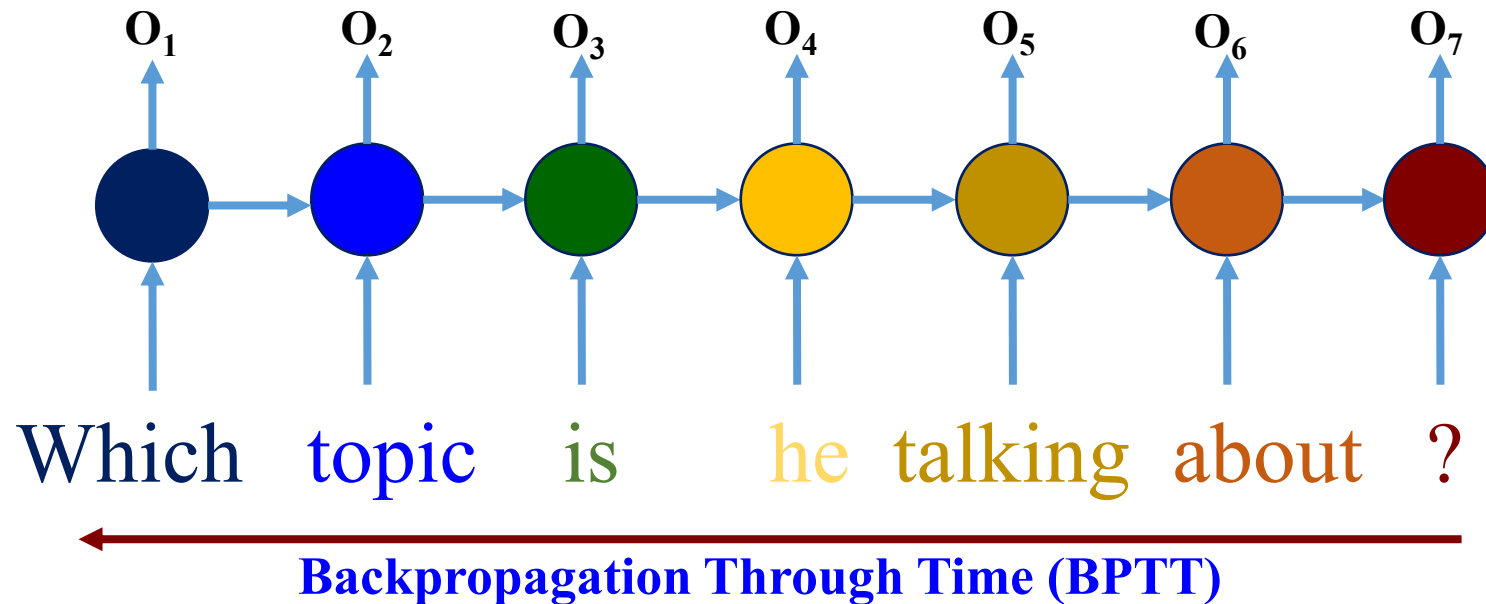 O1 O2 O3 O4 O5 O6 O7
Which topic is he talking about ?
Backpropagation Through Time (BPTT)